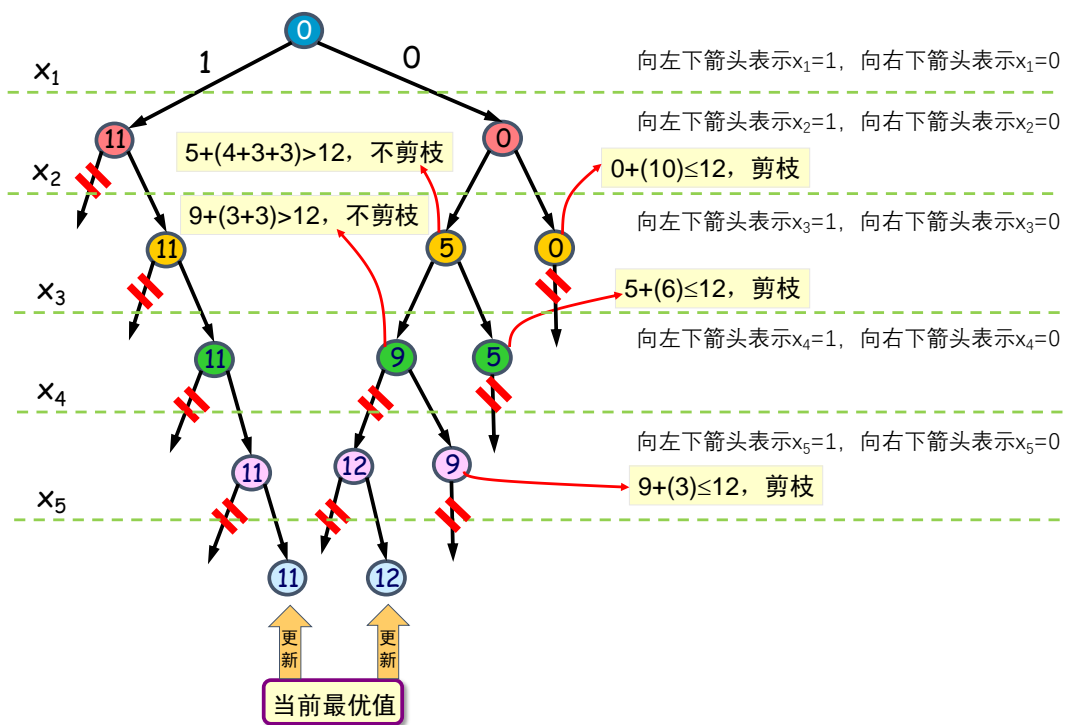 0
1
0
x1
向左下箭头表示x1=1，向右下箭头表示x1=0
11
0
向左下箭头表示x2=1，向右下箭头表示x2=0
5+(4+3+3)>12，不剪枝
0+(10)≤12，剪枝
x2
9+(3+3)>12，不剪枝
向左下箭头表示x3=1，向右下箭头表示x3=0
11
5
0
x3
5+(6)≤12，剪枝
向左下箭头表示x4=1，向右下箭头表示x4=0
11
9
5
x4
向左下箭头表示x5=1，向右下箭头表示x5=0
11
12
9
x5
9+(3)≤12，剪枝
11
12
更新
更新
当前最优值